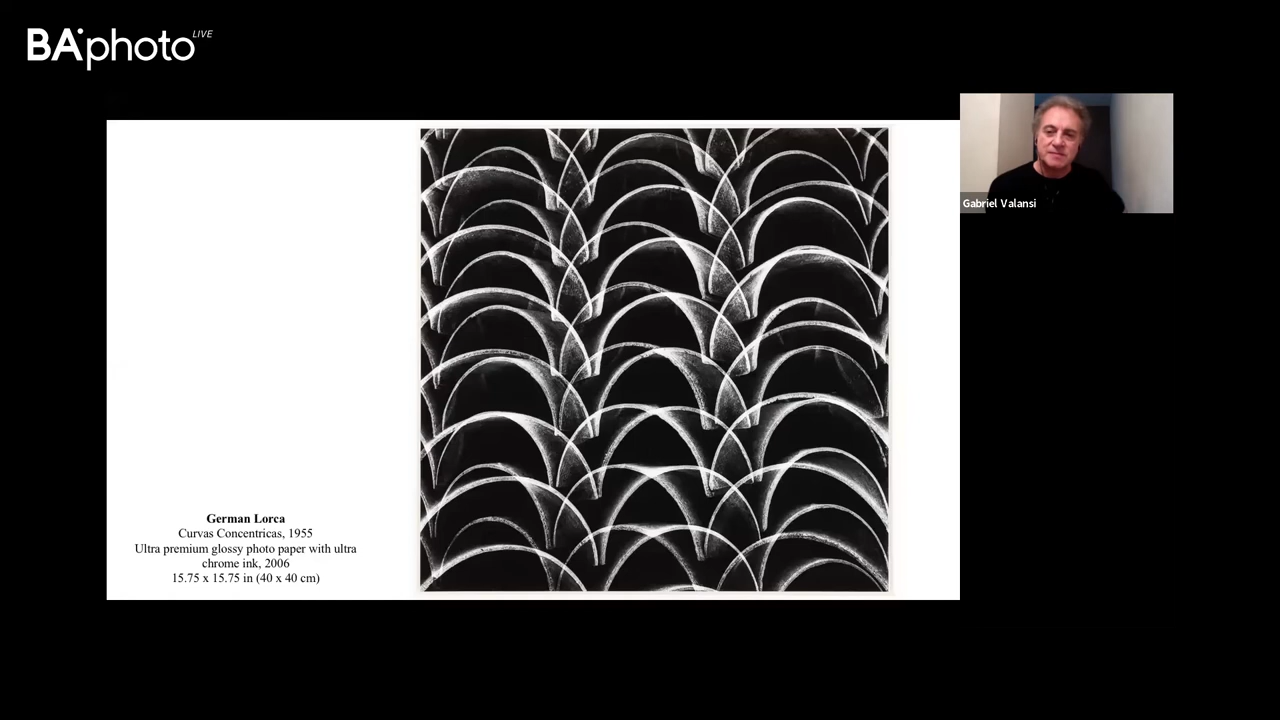 BAphoto LIVE
Gabriel Valansi
German Lorca
Curvas Concentricas, 1955
Ultra premium glossy photo paper with ultra
chrome ink, 2006
15.75 x 15.75 in (40 x 40 cm)